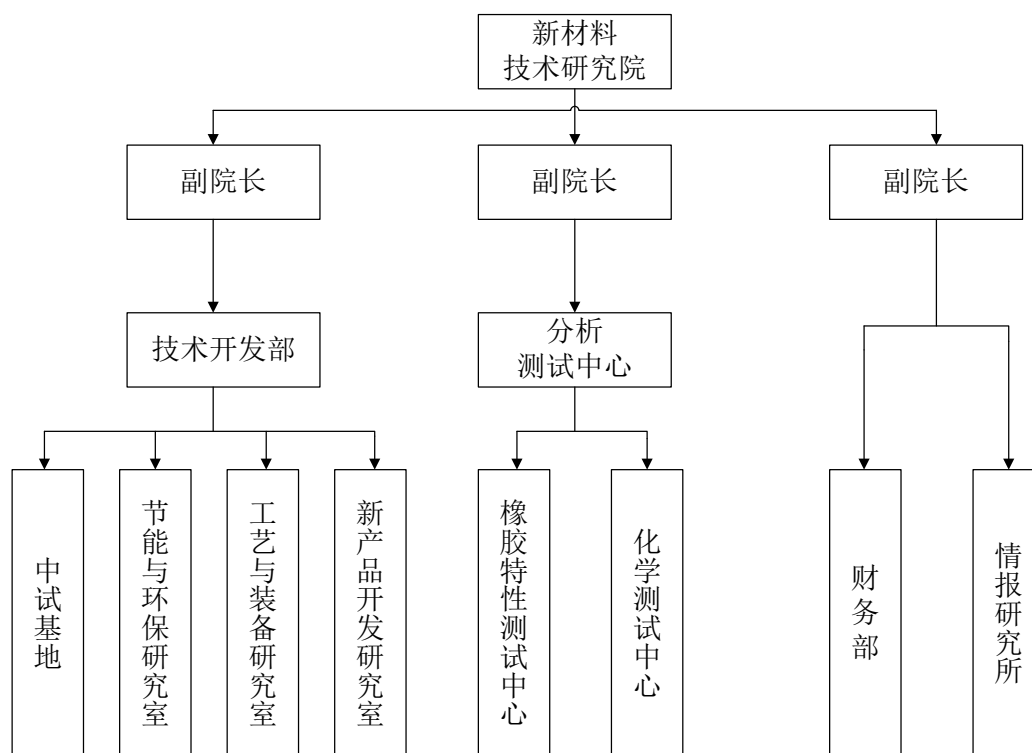 新材料
技术研究院
副院长
副院长
副院长
技术开发部
分析
测试中心
中试基地
节能与环保研究室
工艺与装备研究室
新产品开发研究室
橡胶特性测试中心
化学测试中心
财务部
情报研究所